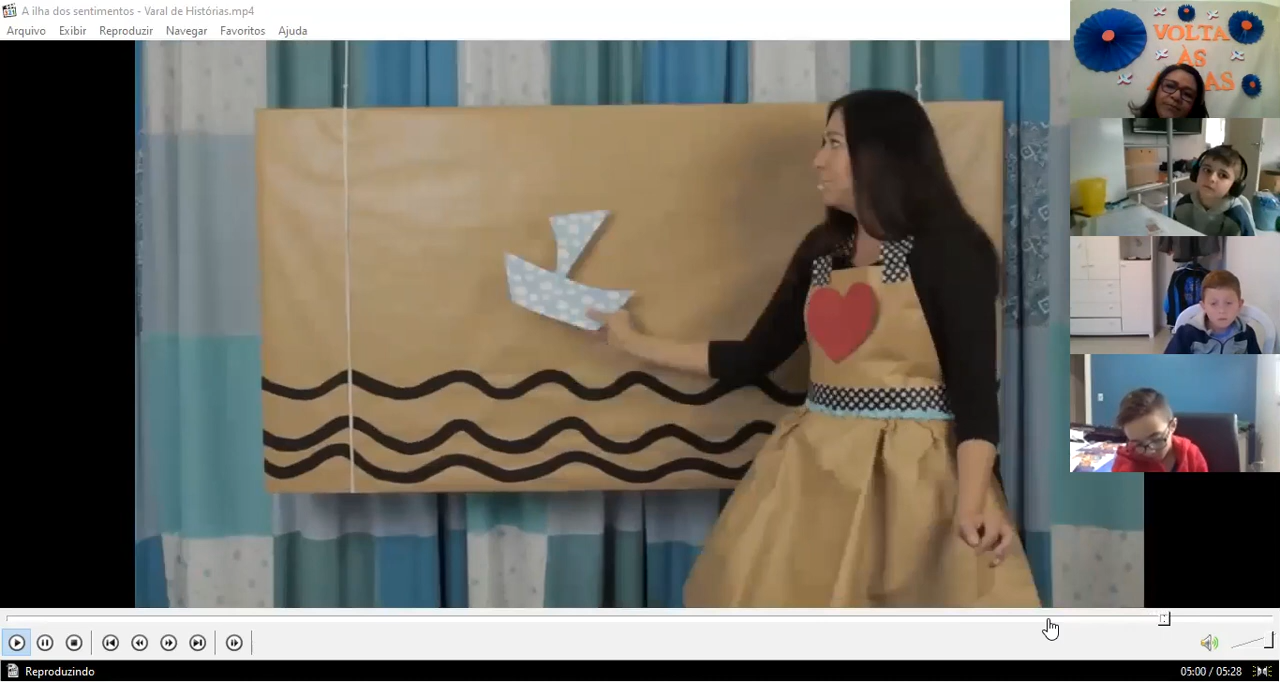 A ilha dos sentimentos - Varal de Histórias.mp4
Arquivo Exibir Reproduzir Navegar Favoritos Ajuda
VOLTA
ÀS
Reproduzindo
05:00 / 05:28